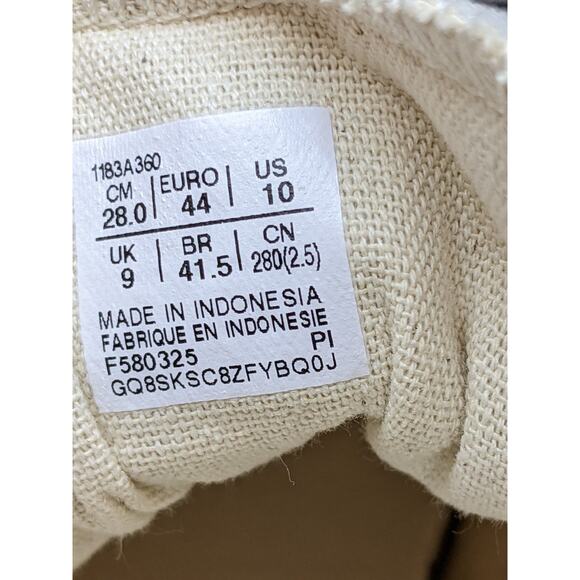 1183A360
CM | EURO | US
28.0 | 44 | 10
UK | BR | CN
9 | 41.5 | 280(2.5)
MADE IN INDONESIA
FABRIQUE EN INDONESIE
F580325 PI
GQ8SKSC8ZFYBQ0J